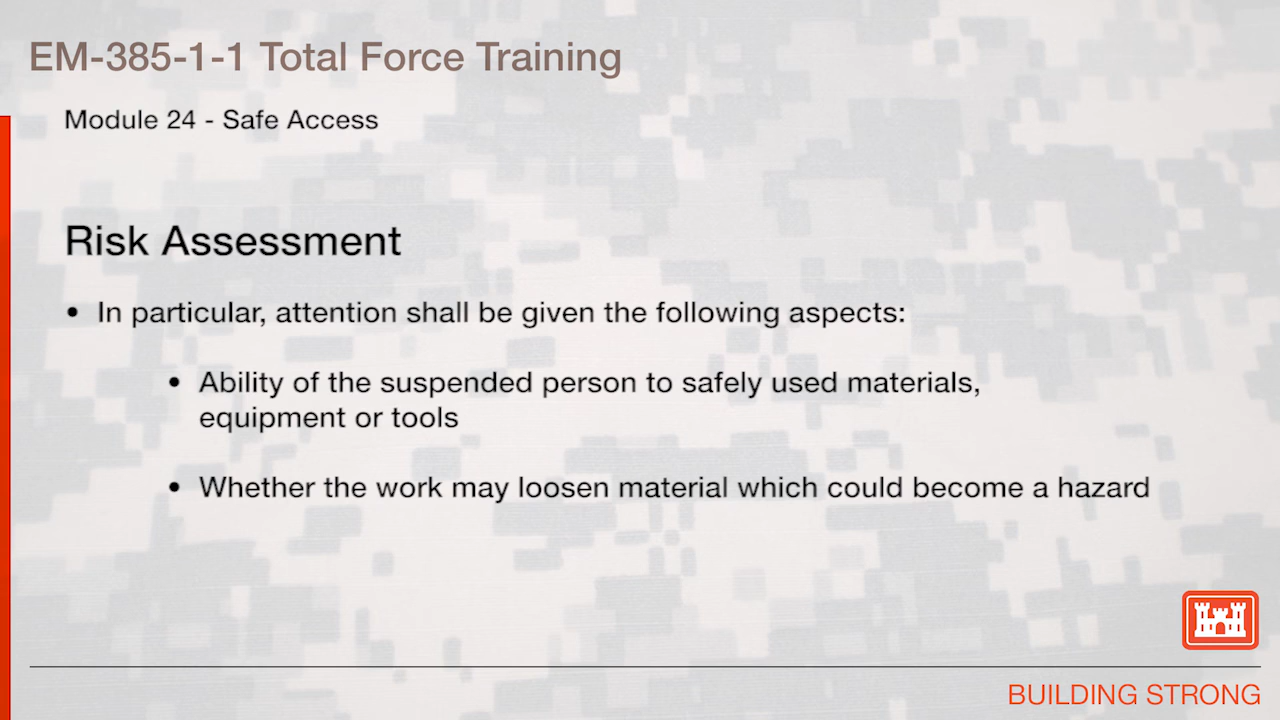 EM-385-1-1 Total Force Training
Module 24 - Safe Access
Risk Assessment
• In particular, attention shall be given the following aspects:
• Ability of the suspended person to safely used materials,
equipment or tools
• Whether the work may loosen material which could become a hazard
BUILDING STRONG